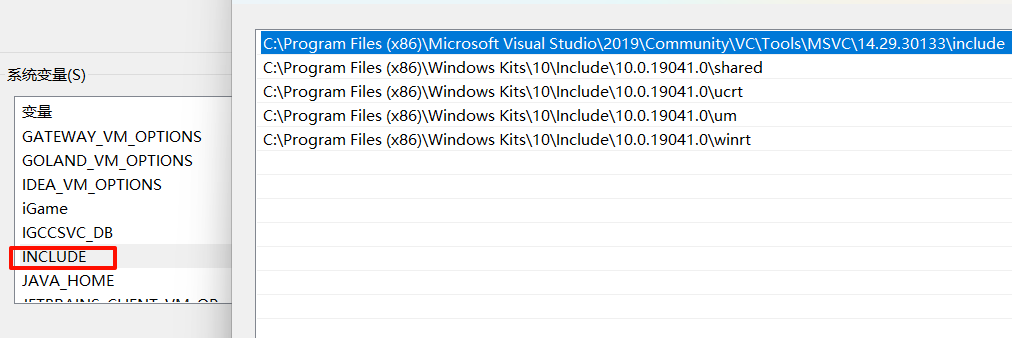 系统变量(S)
变量
GATEWAY_VM_OPTIONS
GOLAND_VM_OPTIONS
IDEA_VM_OPTIONS
iGame
IGCCSVC_DB
INCLUDE
JAVA_HOME
JETBRAINS_CLIENT_VM_OP
C:\Program Files (x86)\Microsoft Visual Studio\2019\Community\VC\Tools\MSVC\14.29.30133\include
C:\Program Files (x86)\Windows Kits\10\Include\10.0.19041.0\shared
C:\Program Files (x86)\Windows Kits\10\Include\10.0.19041.0\ucrt
C:\Program Files (x86)\Windows Kits\10\Include\10.0.19041.0\um
C:\Program Files (x86)\Windows Kits\10\Include\10.0.19041.0\winrt